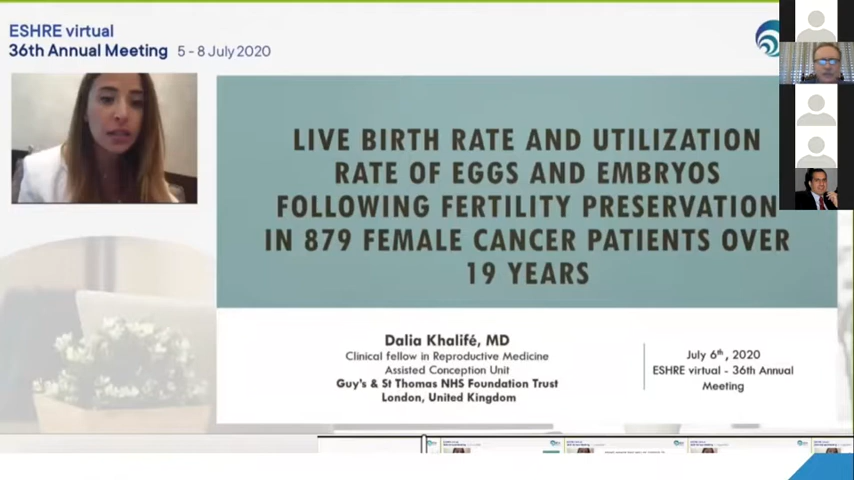 ESHRE virtual
36th Annual Meeting 5 - 8 July 2020
LIVE BIRTH RATE AND UTILIZATION
RATE OF EGGS AND EMBRYOS
FOLLOWING FERTILITY PRESERVATION
IN 879 FEMALE CANCER PATIENTS OVER
19 YEARS
Dalia Khalifé, MD
Clinical fellow in Reproductive Medicine
Assisted Conception Unit
Guy's & St Thomas NHS Foundation Trust
London, United Kingdom
July 6th, 2020
ESHRE virtual - 36th Annual
Meeting